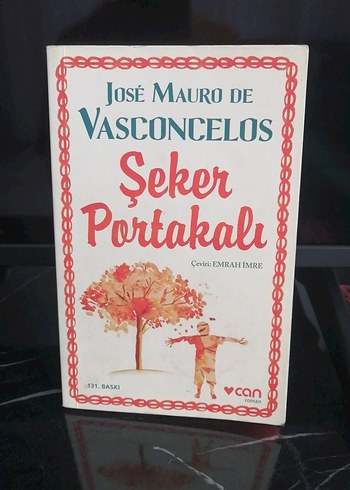 JOSÉ MAURO DE
VASCONCELOS
Şeker
Portakalı
Çeviri: EMRAH İMRE
131. BASKI
can
roman